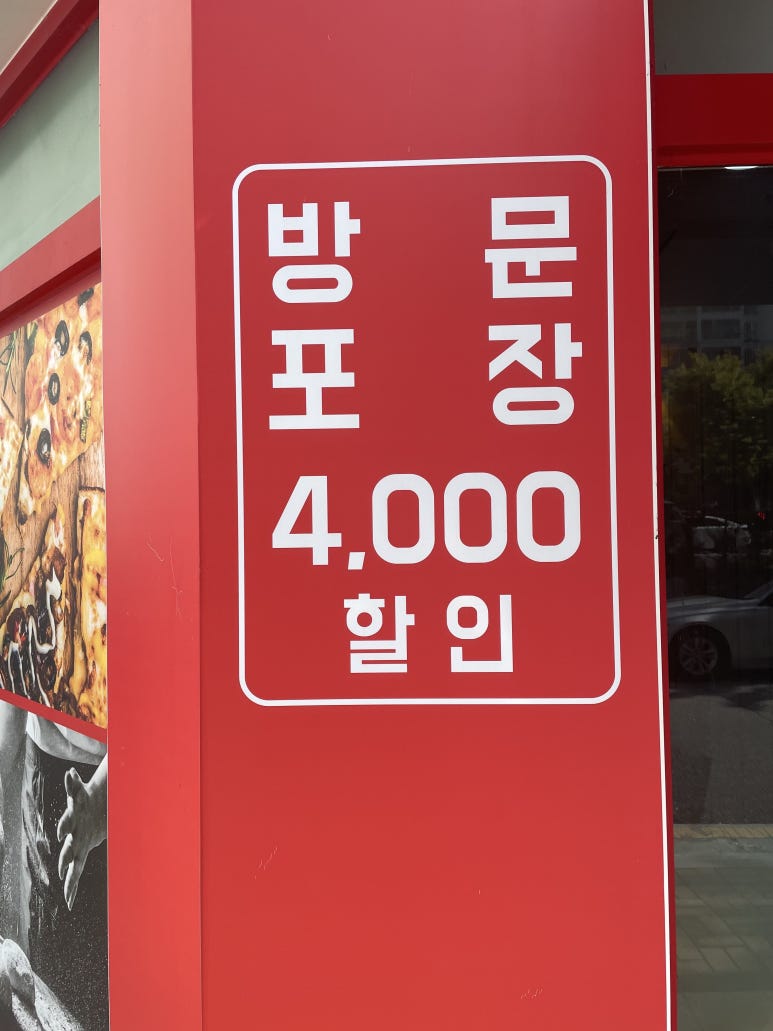 방 문
포 장
4,000
할인